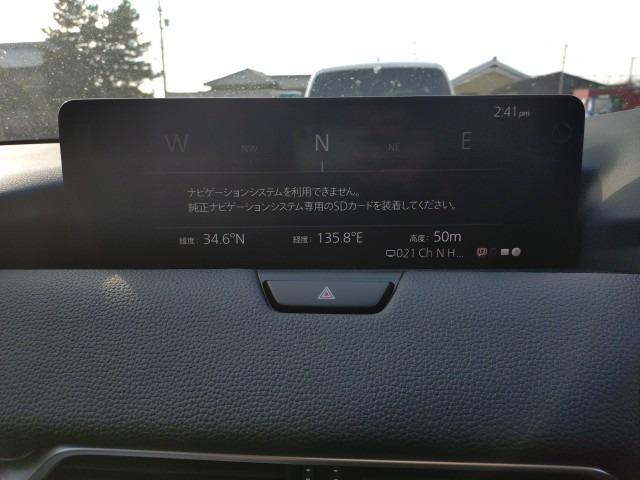 2:41pm
W NW N NE E
ナビゲーションシステムを利用できません。
純正ナビゲーションシステム専用のSDカードを装着してください。
緯度: 34.6°N 経度: 135.8°E 高度: 50m
021 Ch N H...